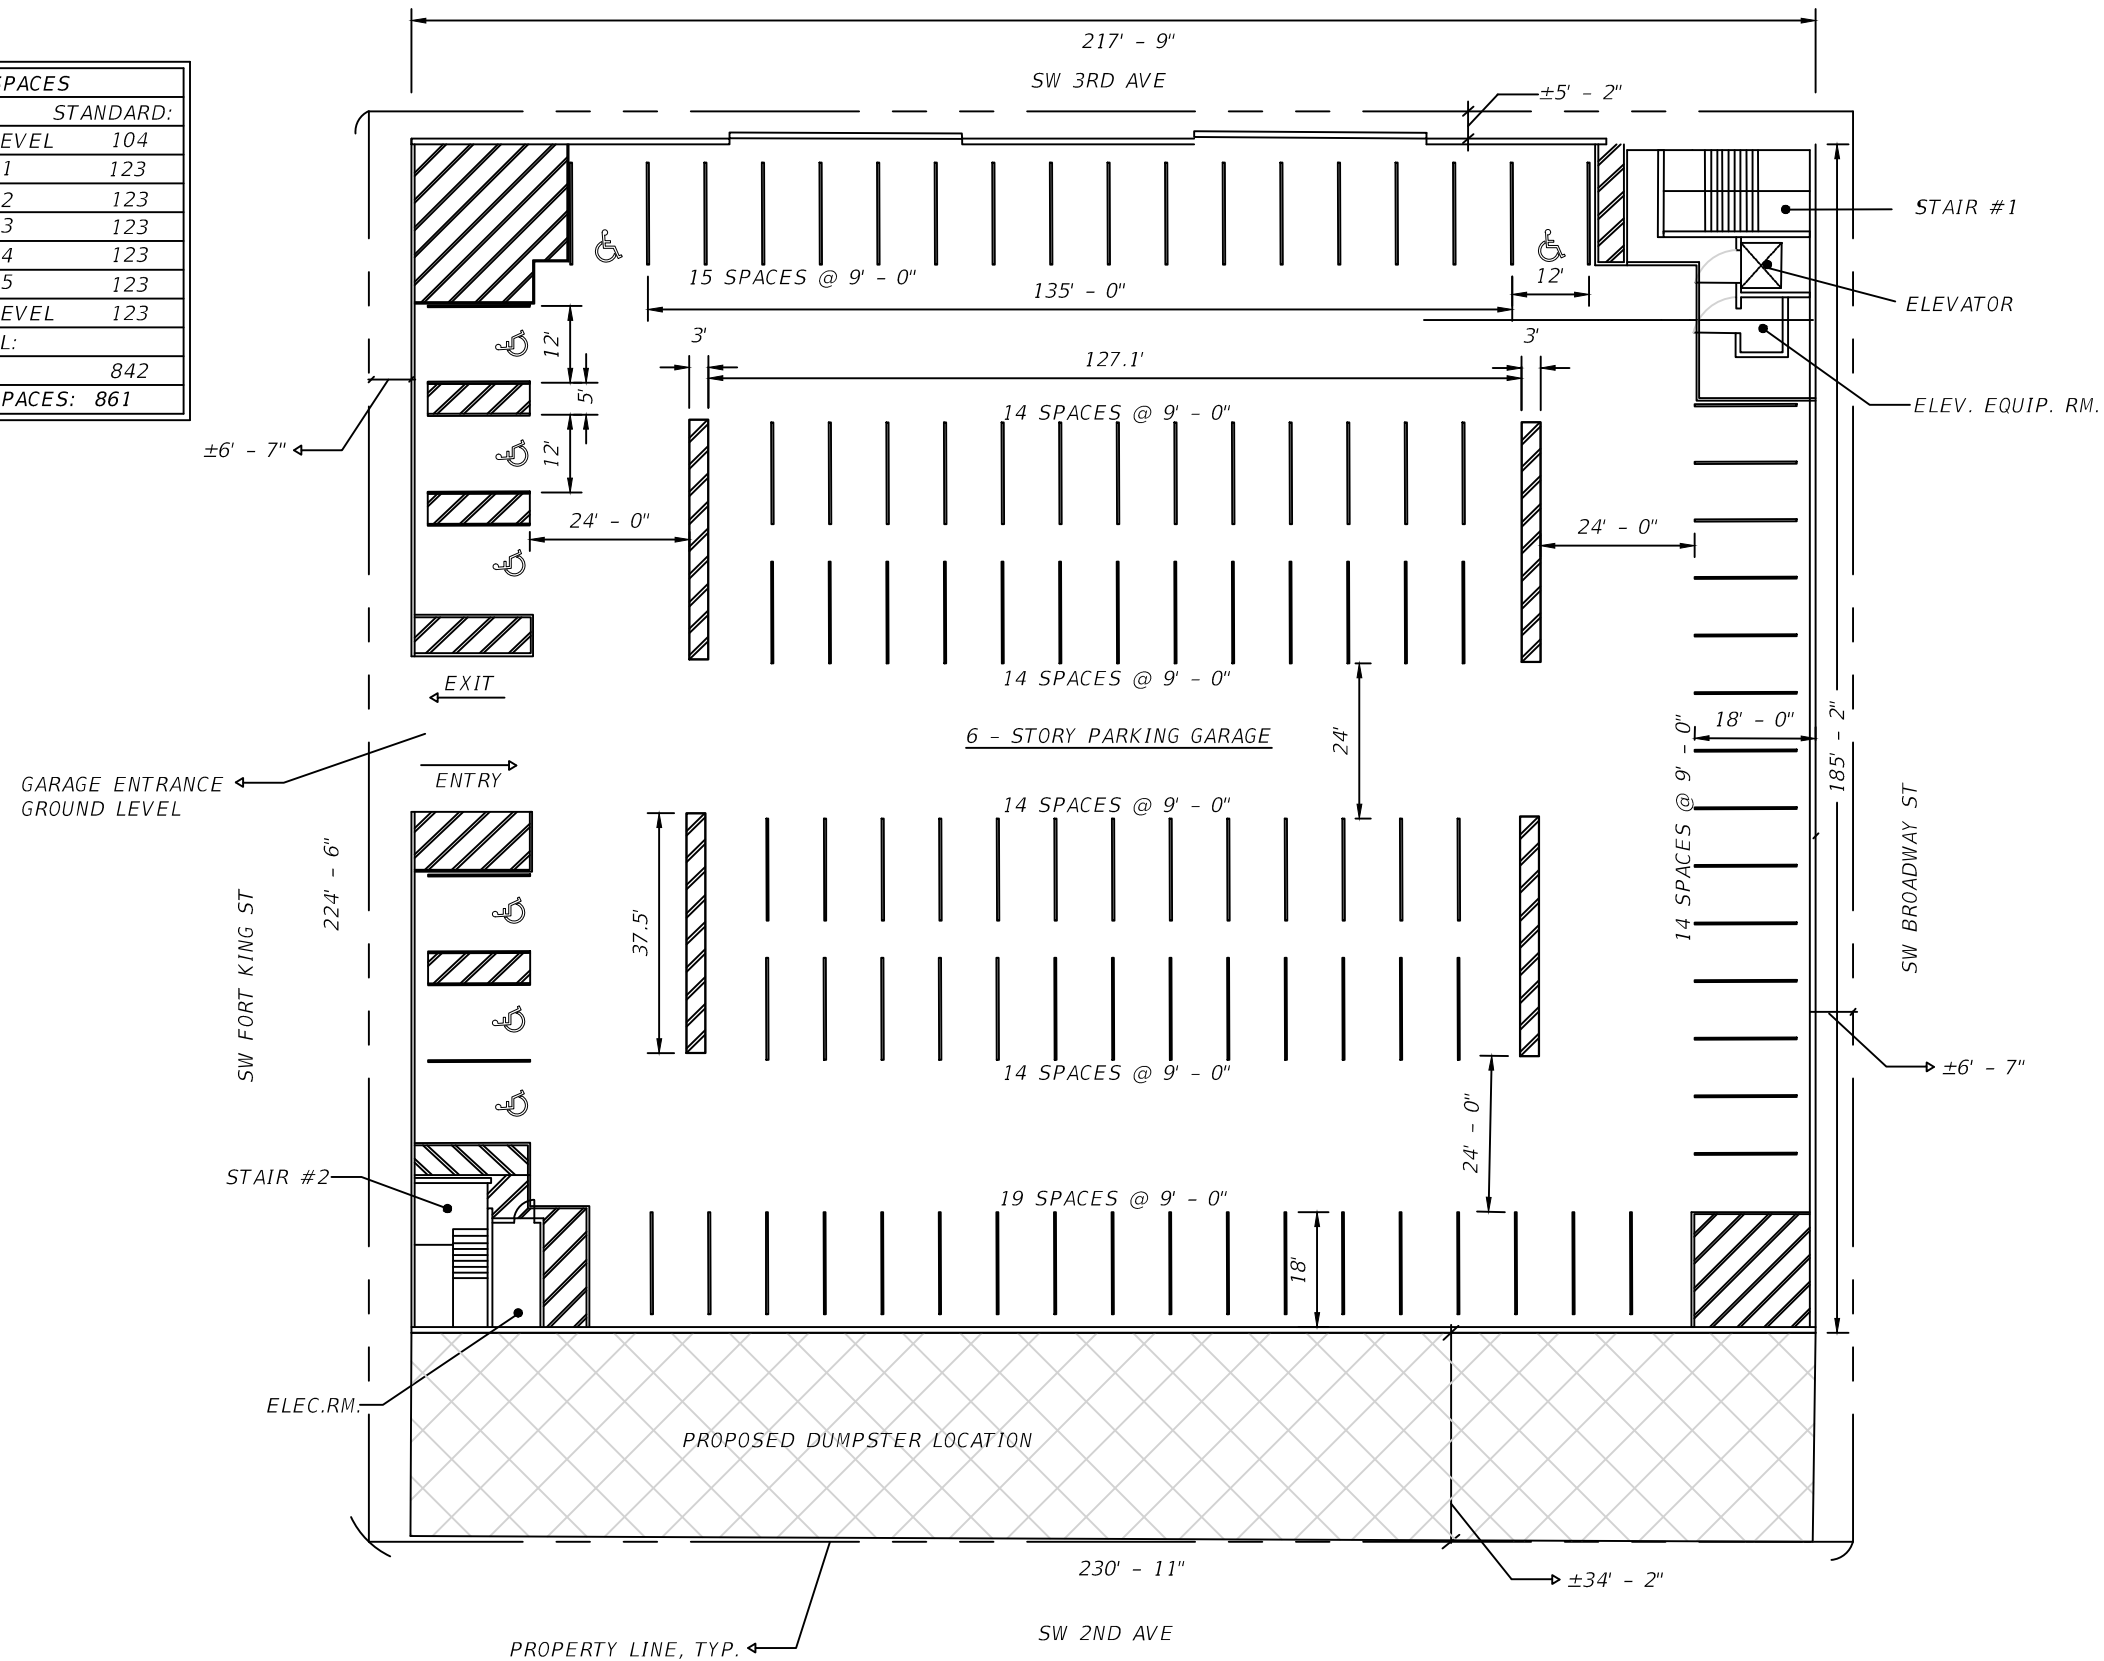 217' - 9"
SW 3RD AVE
±5' - 2"
SPACES
STANDARD:
EVEL 104
1 123
2 123
3 123
4 123
5 123
EVEL 123
L:
842
PACES: 861
STAIR #1
ELEVATOR
ELEV. EQUIP. RM.
15 SPACES @ 9' - 0"
135' - 0"
12'
3'
127.1'
3'
12'
5'
12'
14 SPACES @ 9' - 0"
±6' - 7"
24' - 0"
24' - 0"
14 SPACES @ 9' - 0"
EXIT
24'
6 - STORY PARKING GARAGE
18' - 0"
185' - 2"
14 SPACES @ 9' - 0"
ENTRY
GARAGE ENTRANCE
GROUND LEVEL
14 SPACES @ 9' - 0"
224' - 6"
37.5'
SW FORT KING ST
SW BROADWAY ST
14 SPACES @ 9' - 0"
±6' - 7"
24' - 0"
STAIR #2
19 SPACES @ 9' - 0"
18'
ELEC.RM.
PROPOSED DUMPSTER LOCATION
230' - 11"
±34' - 2"
SW 2ND AVE
PROPERTY LINE, TYP.